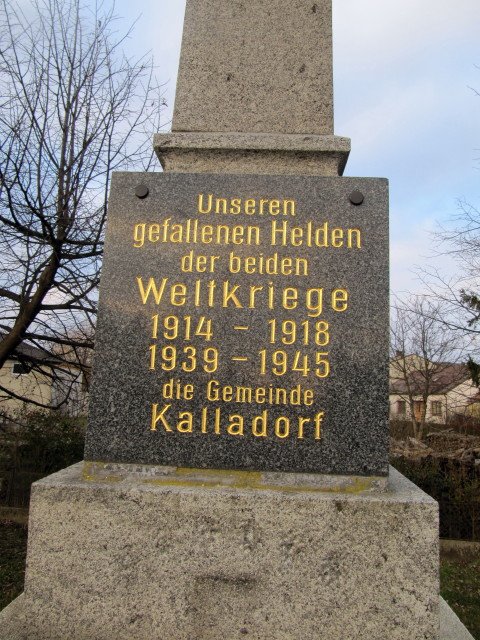 Unseren
gefallenen Helden
der beiden
Weltkriege
1914 - 1918
1939 - 1945
die Gemeinde
Kalladorf